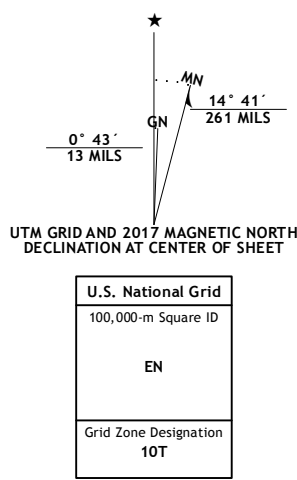 ★
MN
GN
14° 41´
261 MILS
0° 43´
13 MILS
UTM GRID AND 2017 MAGNETIC NORTH
DECLINATION AT CENTER OF SHEET
U.S. National Grid
100,000-m Square ID
EN
Grid Zone Designation
10T